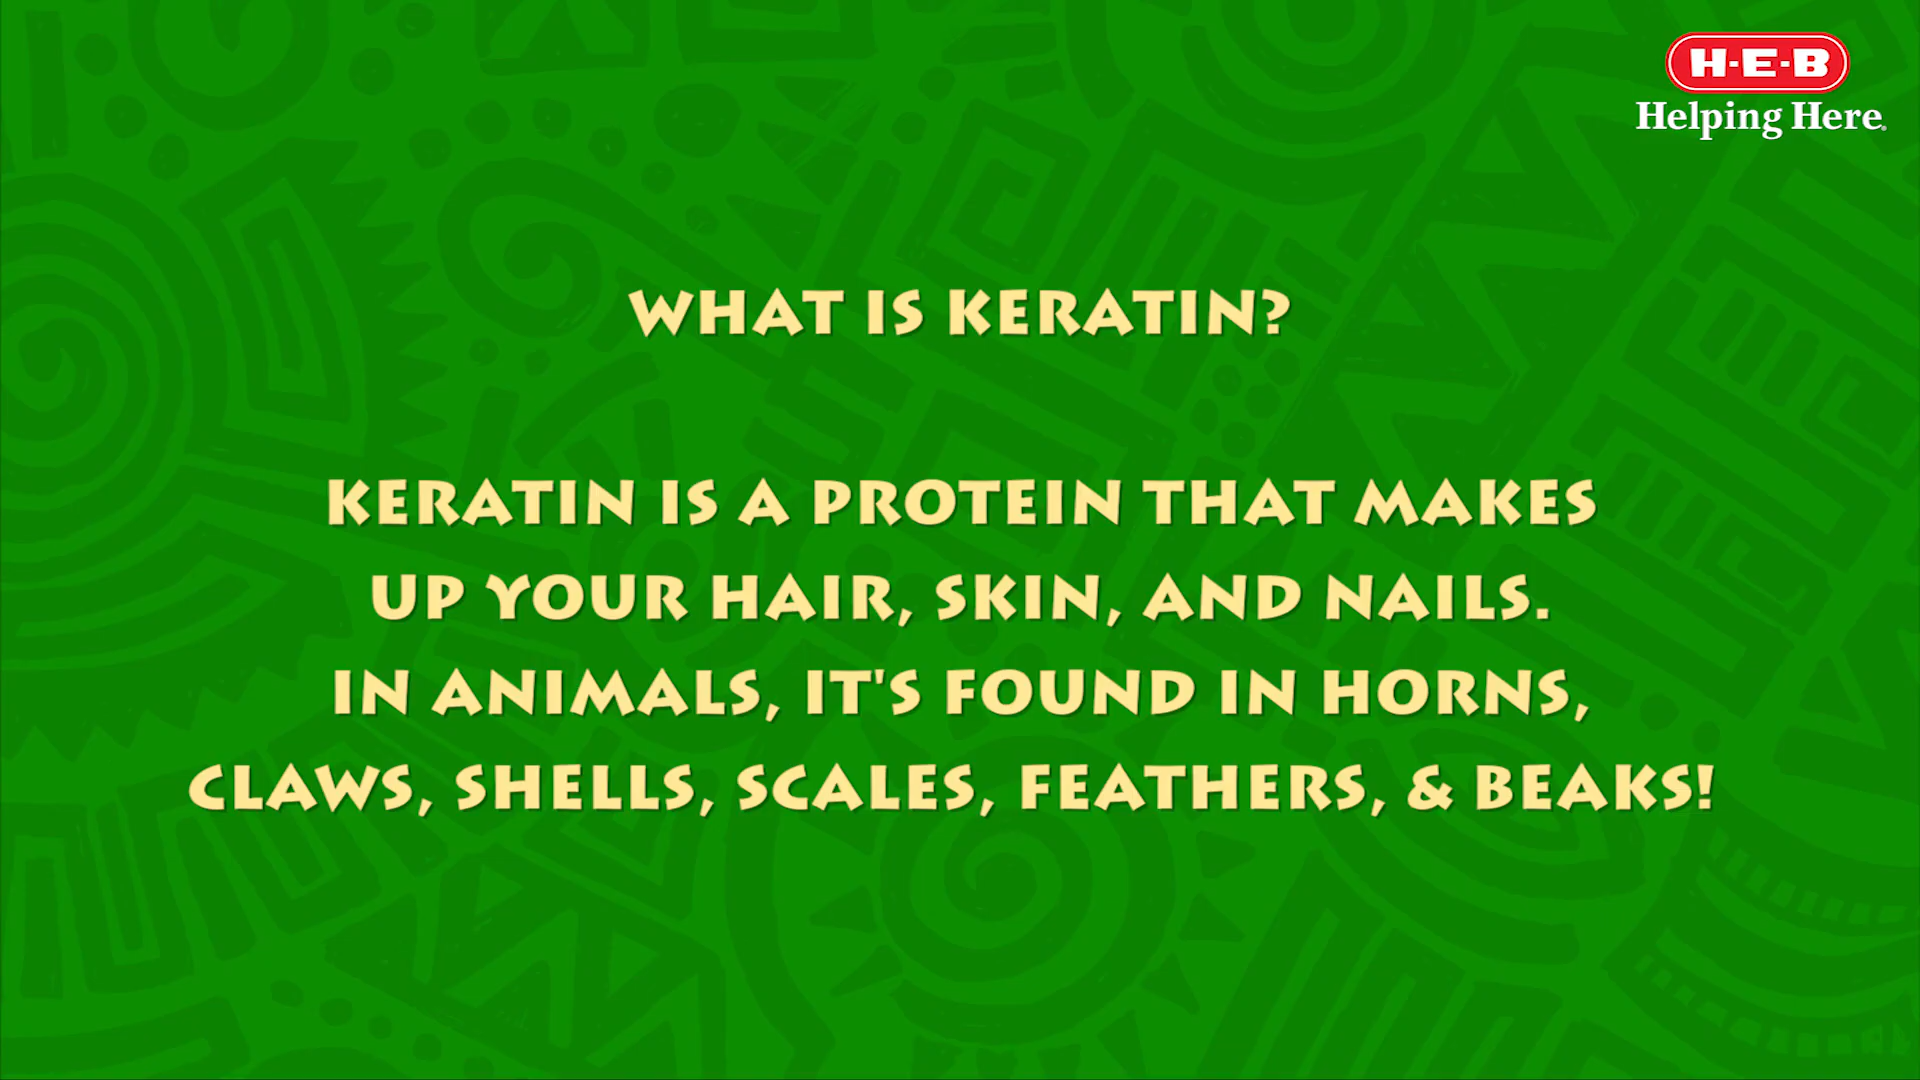 H-E-B
Helping Here®
WHAT IS KERATIN?
KERATIN IS A PROTEIN THAT MAKES
UP YOUR HAIR, SKIN, AND NAILS.
IN ANIMALS, IT'S FOUND IN HORNS,
CLAWS, SHELLS, SCALES, FEATHERS, & BEAKS!